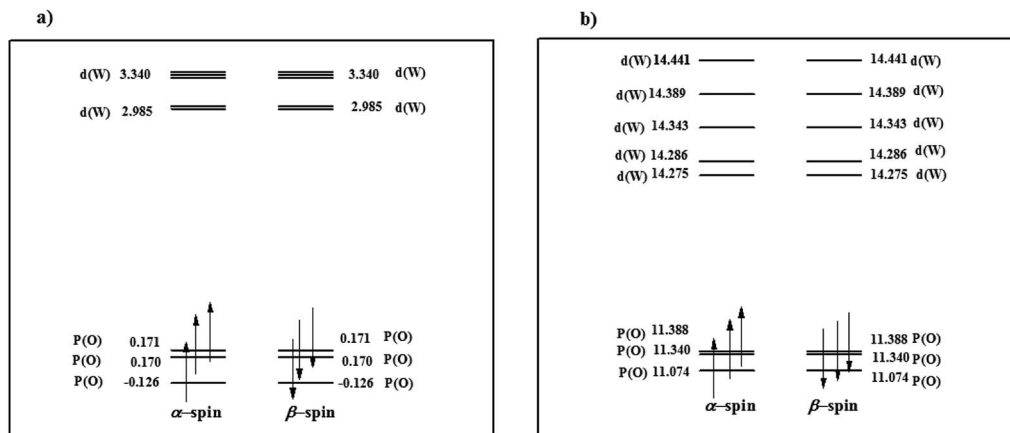 a)
d(W) 3.340 3.340 d(W)
d(W) 2.985 2.985 d(W)
P(O) 0.171 0.171 P(O)
P(O) 0.170 0.170 P(O)
P(O) -0.126 -0.126 P(O)
α-spin β-spin
b)
d(W) 14.441 14.441 d(W)
d(W) 14.389 14.389 d(W)
d(W) 14.343 14.343 d(W)
d(W) 14.286 14.286 d(W)
d(W) 14.275 14.275 d(W)
P(O) 11.388 11.388 P(O)
P(O) 11.340 11.340 P(O)
P(O) 11.074 11.074 P(O)
α-spin β-spin